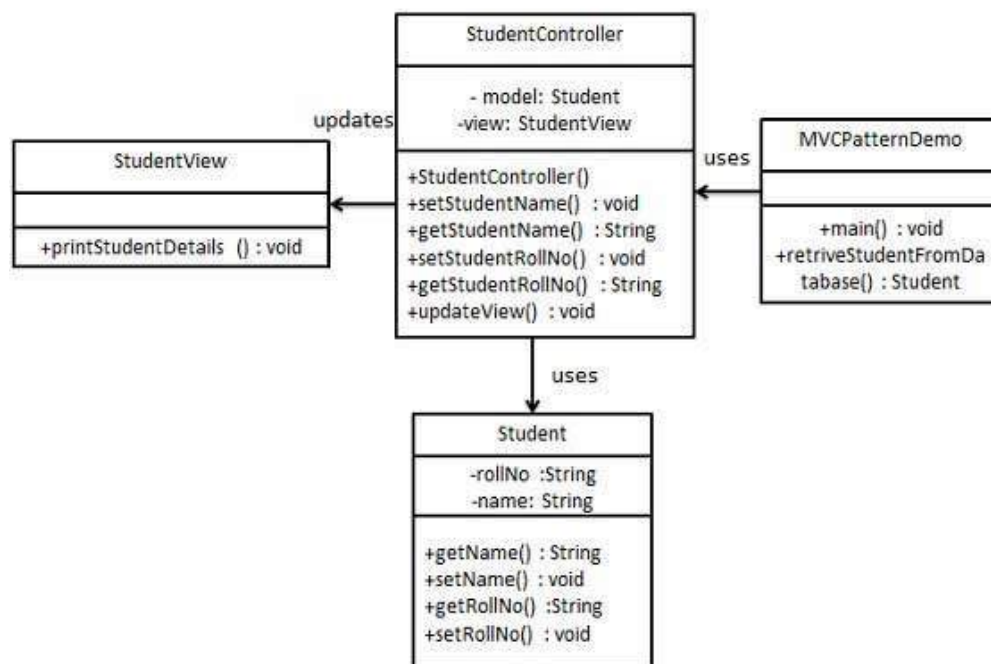 StudentController
- model: Student
-view: StudentView
+StudentController()
+setStudentName() : void
+getStudentName() : String
+setStudentRollNo() : void
+getStudentRollNo() : String
+updateView() : void
updates
StudentView
+printStudentDetails () : void
uses
MVCPatternDemo
+main() : void
+retriveStudentFromDa
tabase() : Student
uses
Student
-rollNo :String
-name: String
+getName() : String
+setName() : void
+getRollNo() :String
+setRollNo() : void